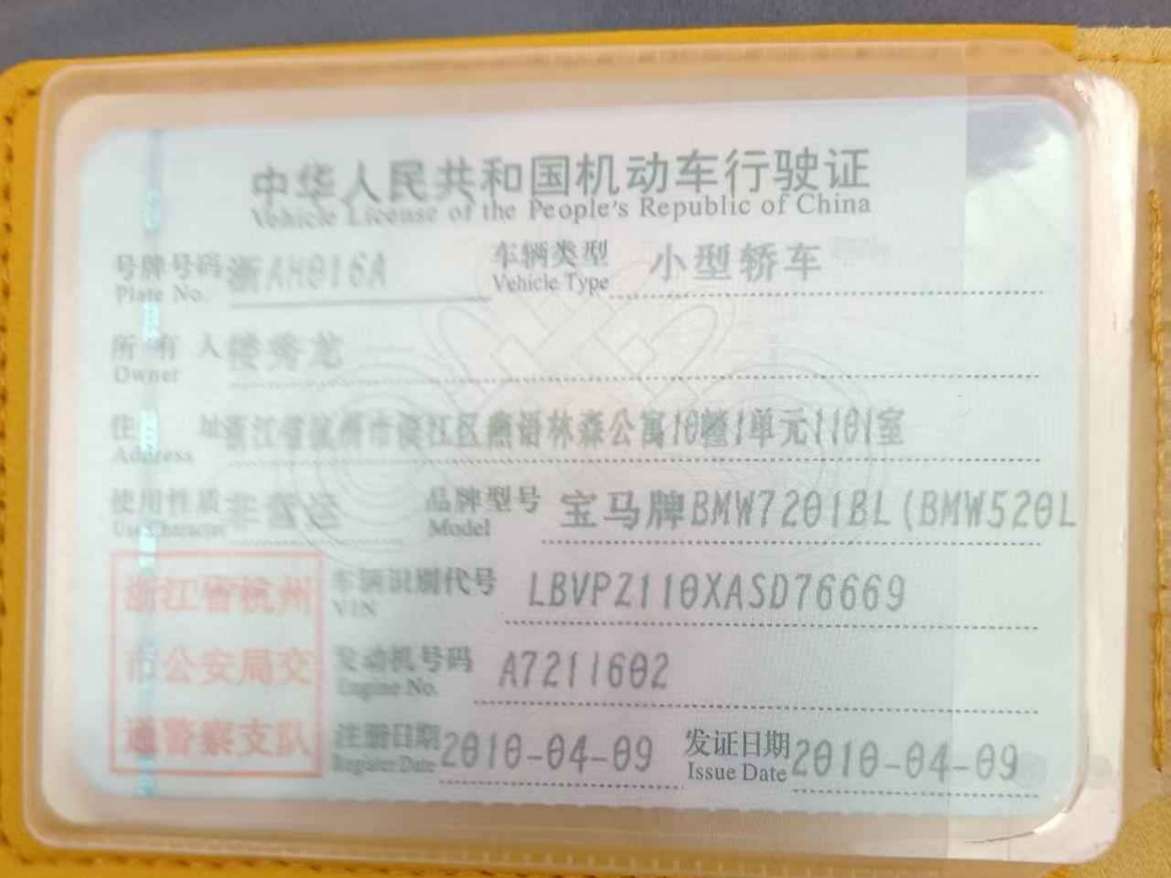 中华人民共和国机动车行驶证
Vehicle License of the People's Republic of China
号牌号码 浙AH016A 车辆类型 小型轿车
Plate No. Vehicle Type
所有人 楼秀龙
Owner
住址 浙江省杭州市滨江区燕语林森公寓10幢1单元1101室
Address
使用性质 非营运 品牌型号 宝马牌BMW7201BL(BMW520L
Use Character Model
浙江省杭州 车辆识别代号 LBVPZ110XASD76669
VIN
市公安局交 发动机号码 A7211602
Engine No.
通警察支队 注册日期 2010-04-09 发证日期 2010-04-09
Register Date Issue Date